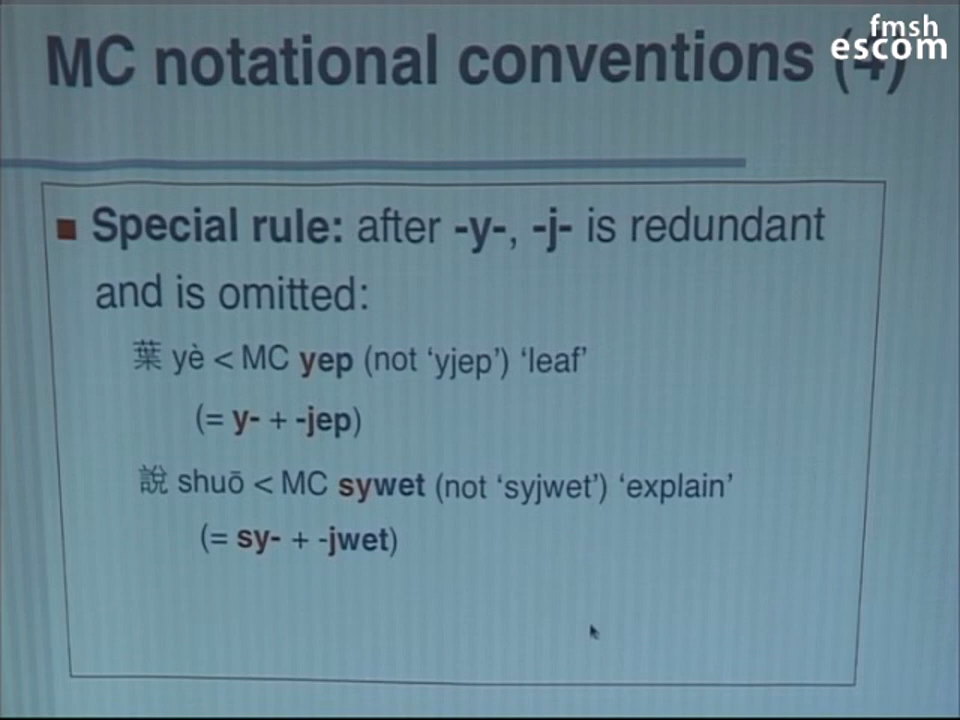 fmsh
escom
MC notational conventions (4)
■ Special rule: after -y-, -j- is redundant
and is omitted:
葉 yè < MC yep (not ‘yjep’) ‘leaf’
(= y- + -jep)
說 shuō < MC sywet (not ‘syjwet’) ‘explain’
(= sy- + -jwet)